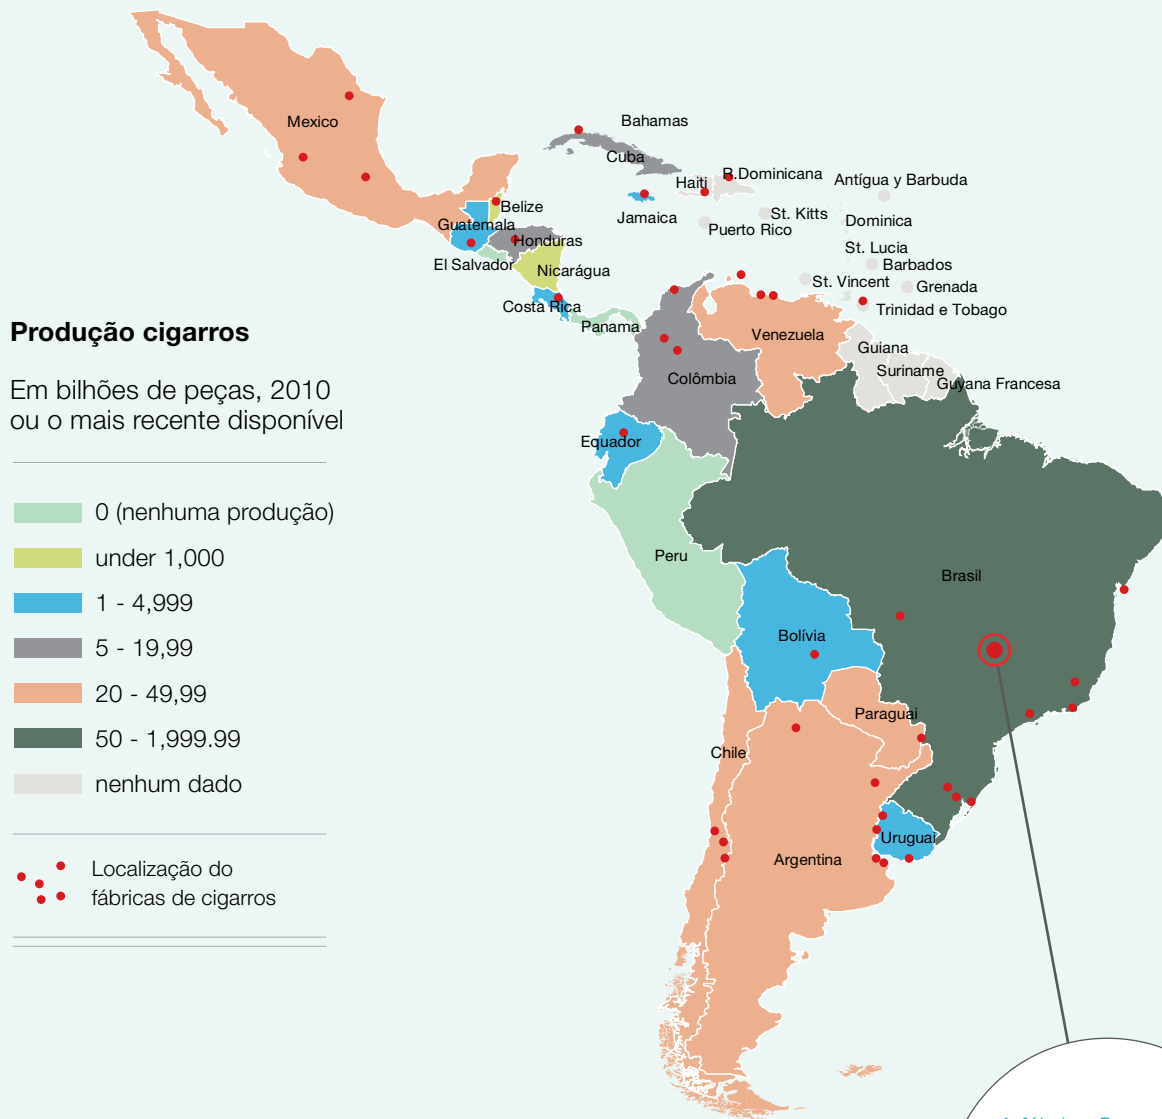 Mexico
Bahamas
Cuba
Haiti
R.Dominicana
Antígua y Barbuda
Belize
Jamaica
St. Kitts
Guatemala
Puerto Rico
Dominica
Honduras
St. Lucia
El Salvador
Nicarágua
Barbados
St. Vincent
Grenada
Costa Rica
Trinidad e Tobago
Panama
Venezuela
Guiana
Suriname
Guyana Francesa
Colômbia
Equador
Peru
Brasil
Bolívia
Paraguai
Chile
Uruguai
Argentina
Produção cigarros
Em bilhões de peças, 2010
ou o mais recente disponível
0 (nenhuma produção)
under 1,000
1 - 4,999
5 - 19,99
20 - 49,99
50 - 1,999.99
nenhum dado
Localização do
fábricas de cigarros